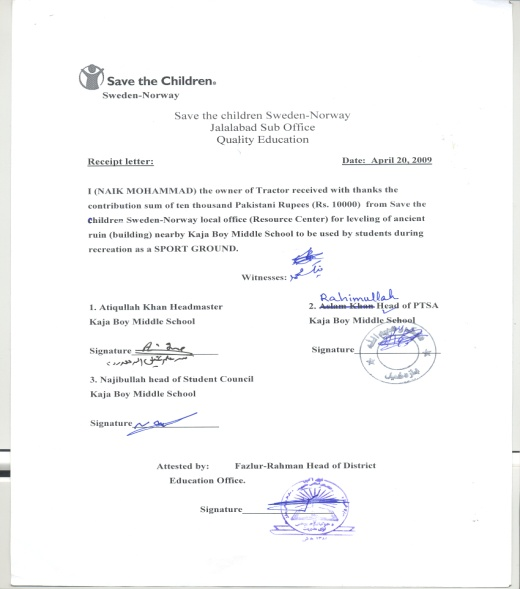 Save the Children®
Sweden-Norway
Save the children Sweden-Norway
Jalalabad Sub Office
Quality Education
Receipt letter: Date: April 20, 2009
I (NAIK MOHAMMAD) the owner of Tractor received with thanks the
contribution sum of ten thousand Pakistani Rupees (Rs. 10000) from Save the
Children Sweden-Norway local office (Resource Center) for leveling of ancient
ruin (building) nearby Kaja Boy Middle School to be used by students during
recreation as a SPORT GROUND.
Witnesses:
Rahimullah
1. Atiqullah Khan Headmaster 2. Aslam Khan Head of PTSA
Kaja Boy Middle School Kaja Boy Middle School
Signature Signature
3. Najibullah head of Student Council
Kaja Boy Middle School
Signature
Attested by: Fazlur-Rahman Head of District
Education Office.
Signature